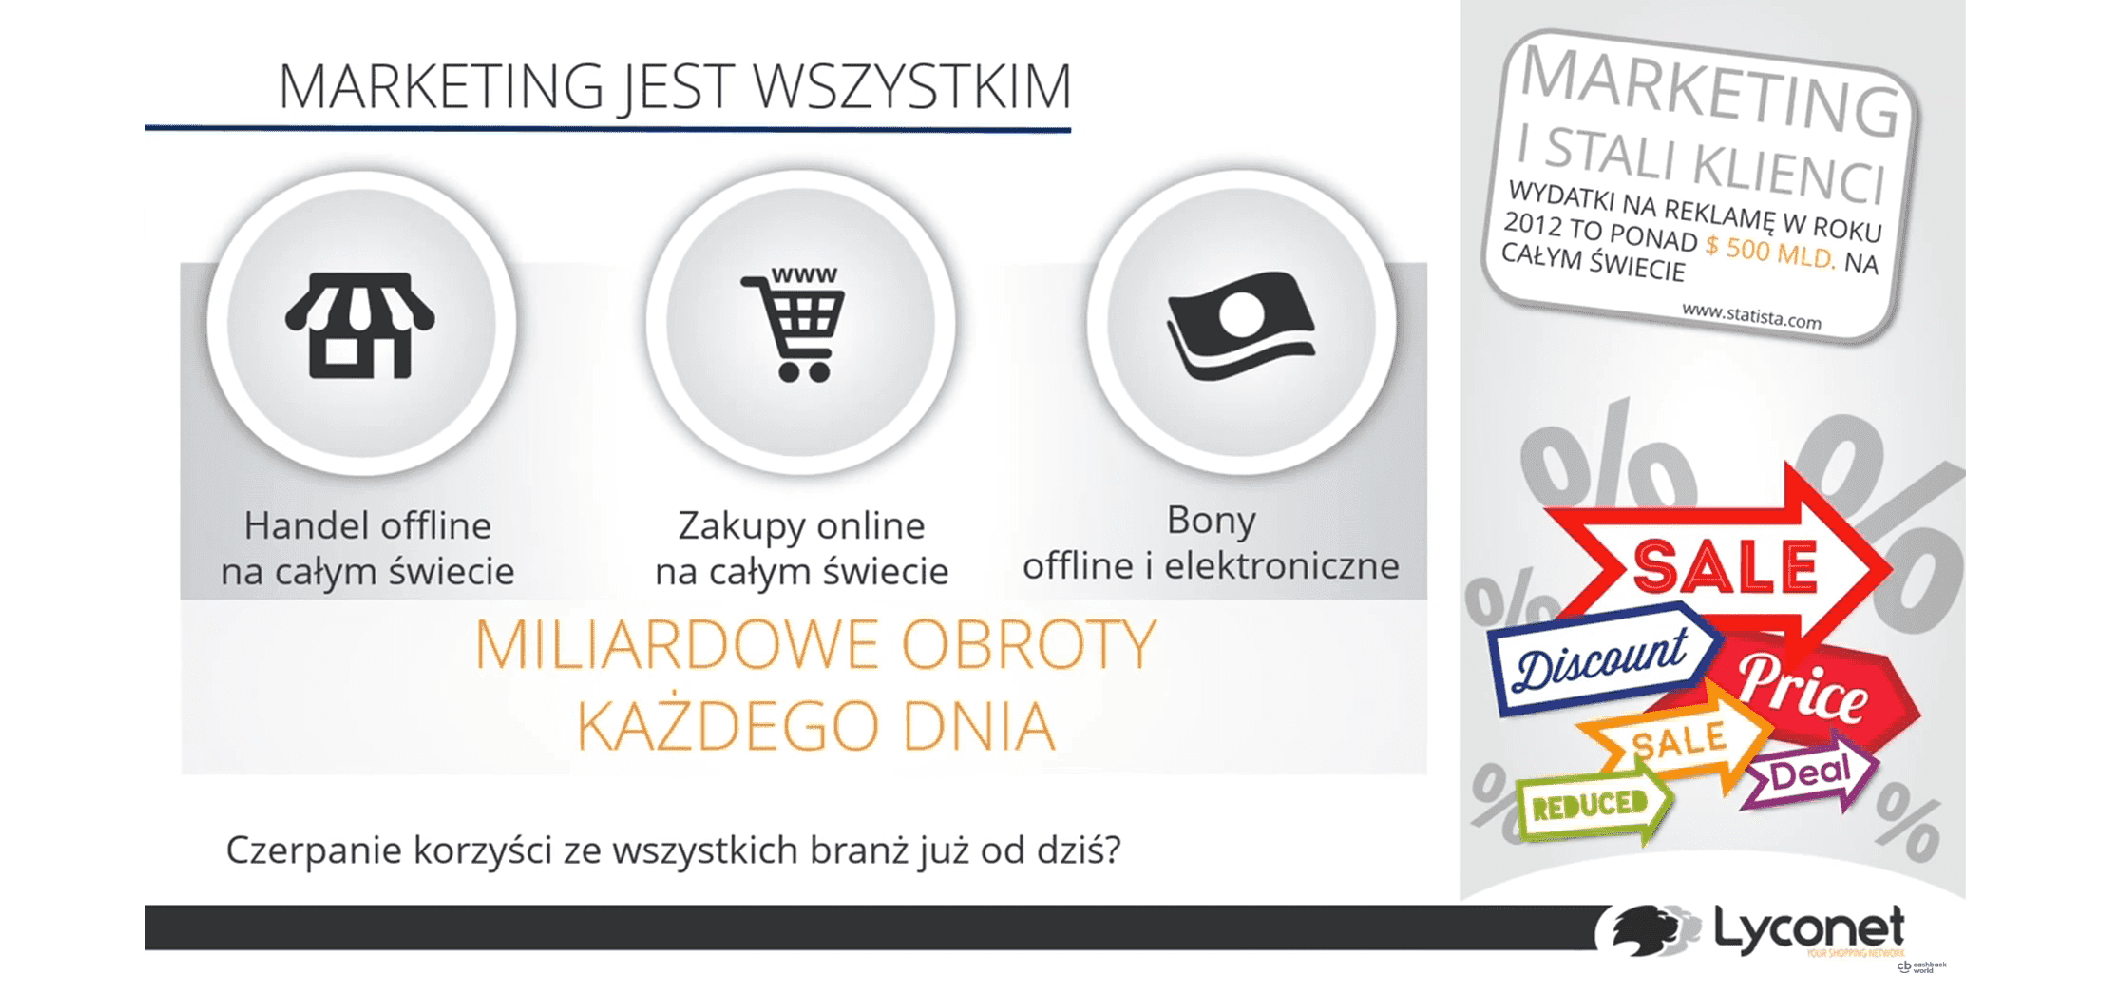 MARKETING JEST WSZYSTKIM
www
Handel offline
na całym świecie
Zakupy online
na całym świecie
Bony
offline i elektroniczne
MILIARDOWE OBROTY
KAŻDEGO DNIA
Czerpanie korzyści ze wszystkich branż już od dziś?
MARKETING
I STALI KLIENCI
WYDATKI NA REKLAMĘ W ROKU
2012 TO PONAD $ 500 MLD. NA
CAŁYM ŚWIECIE
www.statista.com
% %
SALE
%
Discount
Price
SALE
Deal
%
REDUCED
%
Lyconet
YOUR SHOPPING NETWORK
cb cashback
world